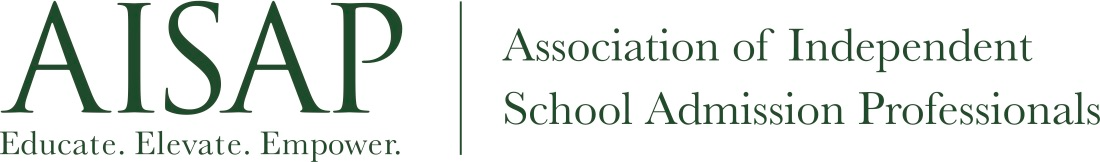 AISAP
Educate. Elevate. Empower.
Association of Independent
School Admission Professionals